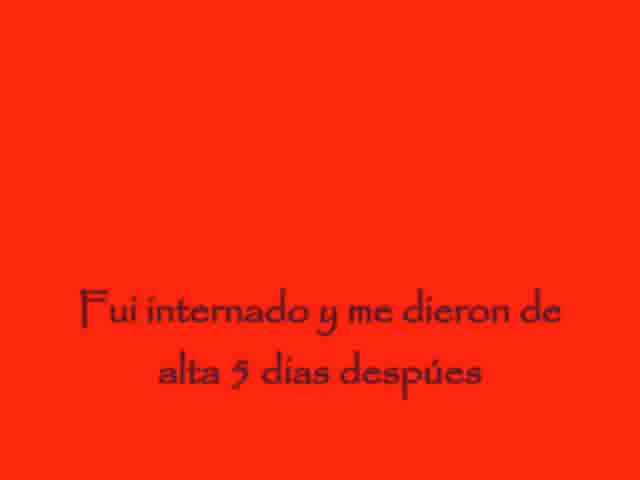 Fui internado y me dieron de
alta 5 dias despúes